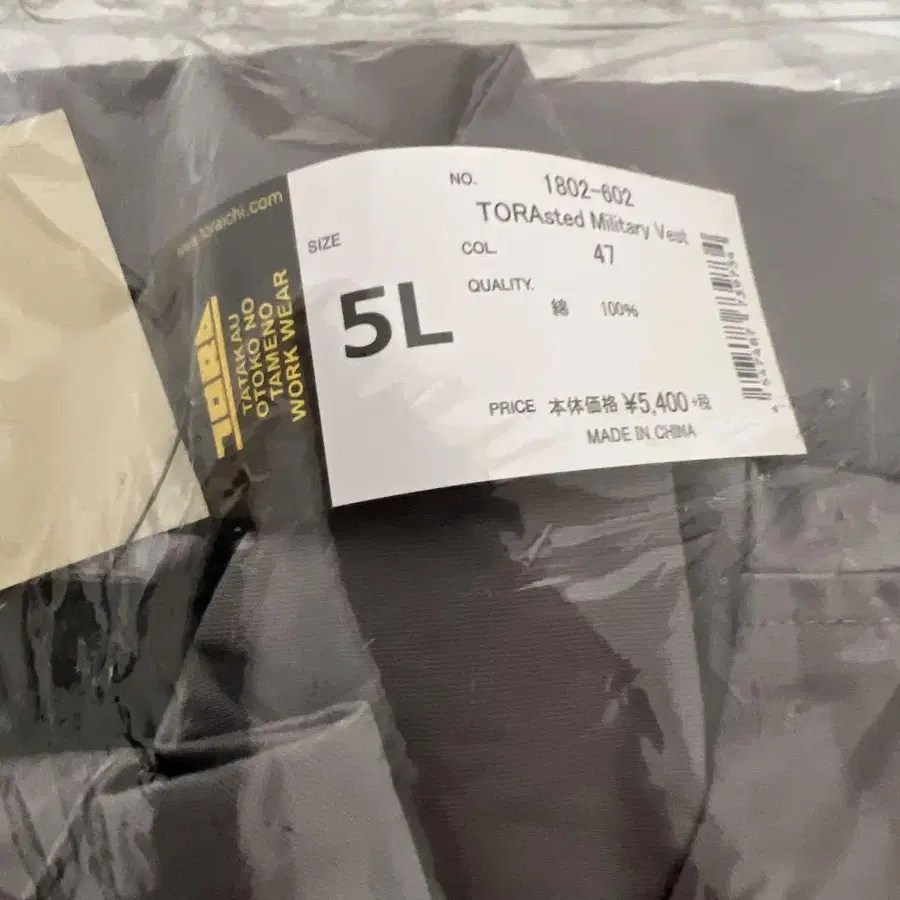 www.toraichi.com
TORA
TATAKAU
OTOKO NO
TAMENO
WORK WEAR
SIZE
5L
NO. 1802-602
TORAsted Military Vest
COL. 47
QUALITY.
綿 100%
PRICE 本体価格 ¥5,400+税
MADE IN CHINA